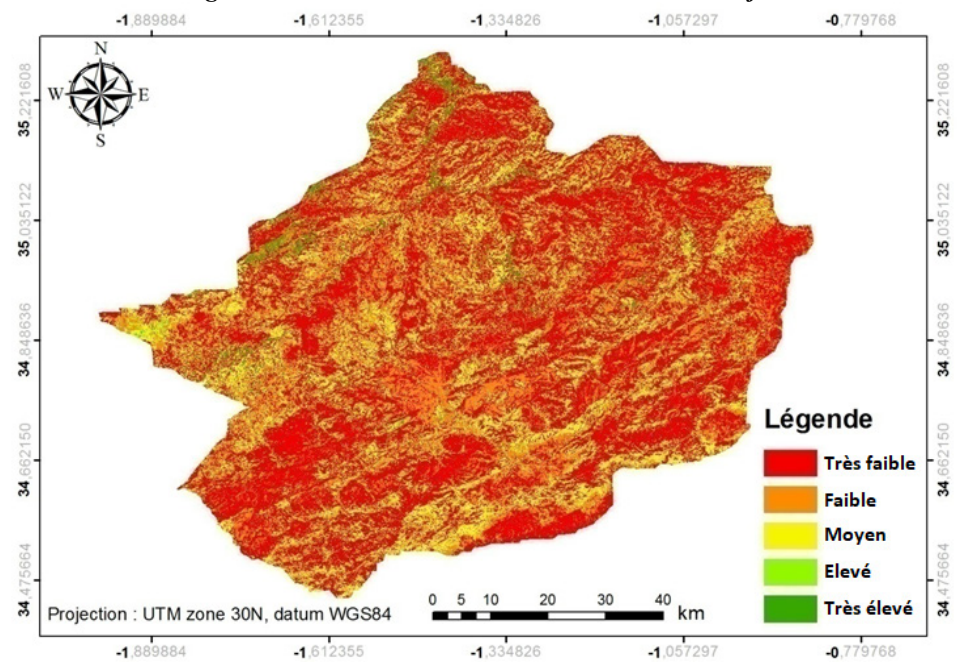 -1,889884 -1,612355 -1,334826 -1,057297 -0,779768
N
W E
S
35,221608 35,221608
35,035122 35,035122
34,848636 34,848636
34,662150 34,662150
34,475664 34,475664
Légende
Très faible
Faible
Moyen
Elevé
Très élevé
0 5 10 20 30 40 km
Projection : UTM zone 30N, datum WGS84
-1,889884 -1,612355 -1,334826 -1,057297 -0,779768